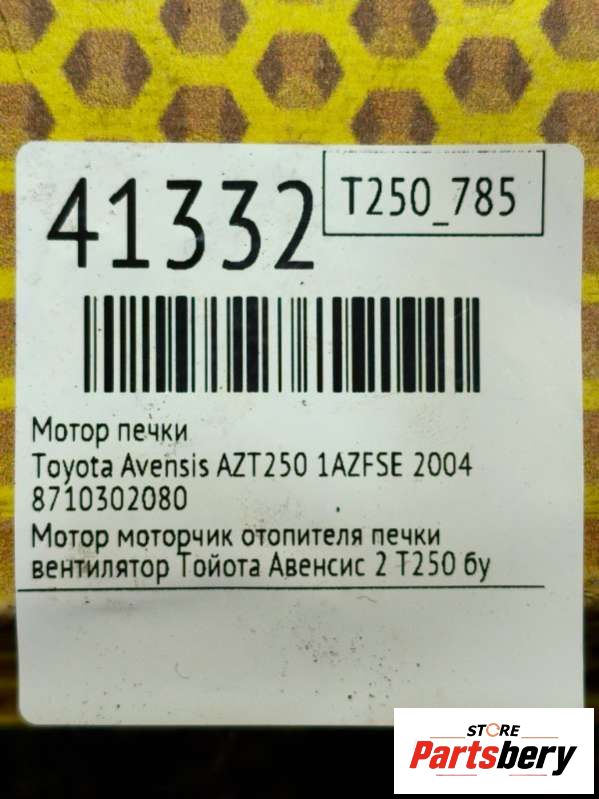 41332
T250_785
Мотор печки
Toyota Avensis AZT250 1AZFSE 2004
8710302080
Мотор моторчик отопителя печки
вентилятор Тойота Авенсис 2 Т250 бу
STORE
Partsbery